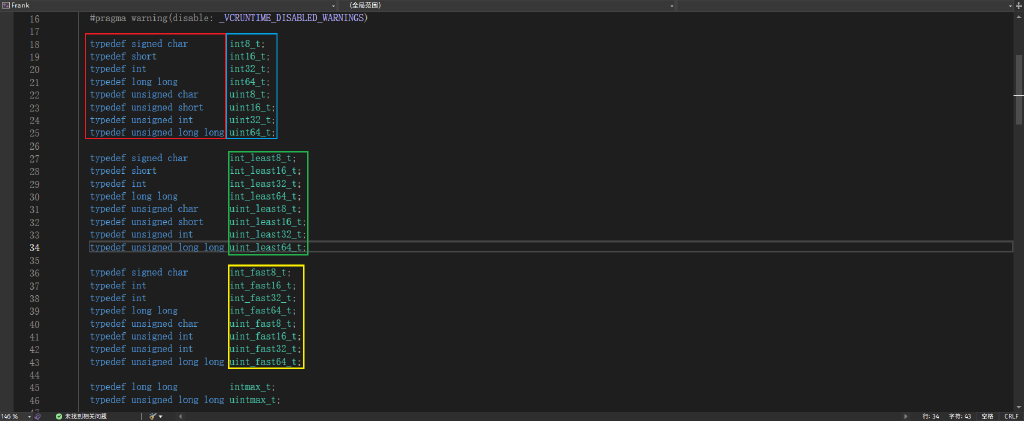 Frank (全局范围)
16 #pragma warning(disable: _VCRUNTIME_DISABLED_WARNINGS)
17
18 typedef signed char int8_t;
19 typedef short int16_t;
20 typedef int int32_t;
21 typedef long long int64_t;
22 typedef unsigned char uint8_t;
23 typedef unsigned short uint16_t;
24 typedef unsigned int uint32_t;
25 typedef unsigned long long uint64_t;
26
27 typedef signed char int_least8_t;
28 typedef short int_least16_t;
29 typedef int int_least32_t;
30 typedef long long int_least64_t;
31 typedef unsigned char uint_least8_t;
32 typedef unsigned short uint_least16_t;
33 typedef unsigned int uint_least32_t;
34 typedef unsigned long long uint_least64_t;
35
36 typedef signed char int_fast8_t;
37 typedef int int_fast16_t;
38 typedef int int_fast32_t;
39 typedef long long int_fast64_t;
40 typedef unsigned char uint_fast8_t;
41 typedef unsigned int uint_fast16_t;
42 typedef unsigned int uint_fast32_t;
43 typedef unsigned long long uint_fast64_t;
44
45 typedef long long intmax_t;
46 typedef unsigned long long uintmax_t;
146 % 未找到相关问题 行: 34 字符: 43 空格 CRLF